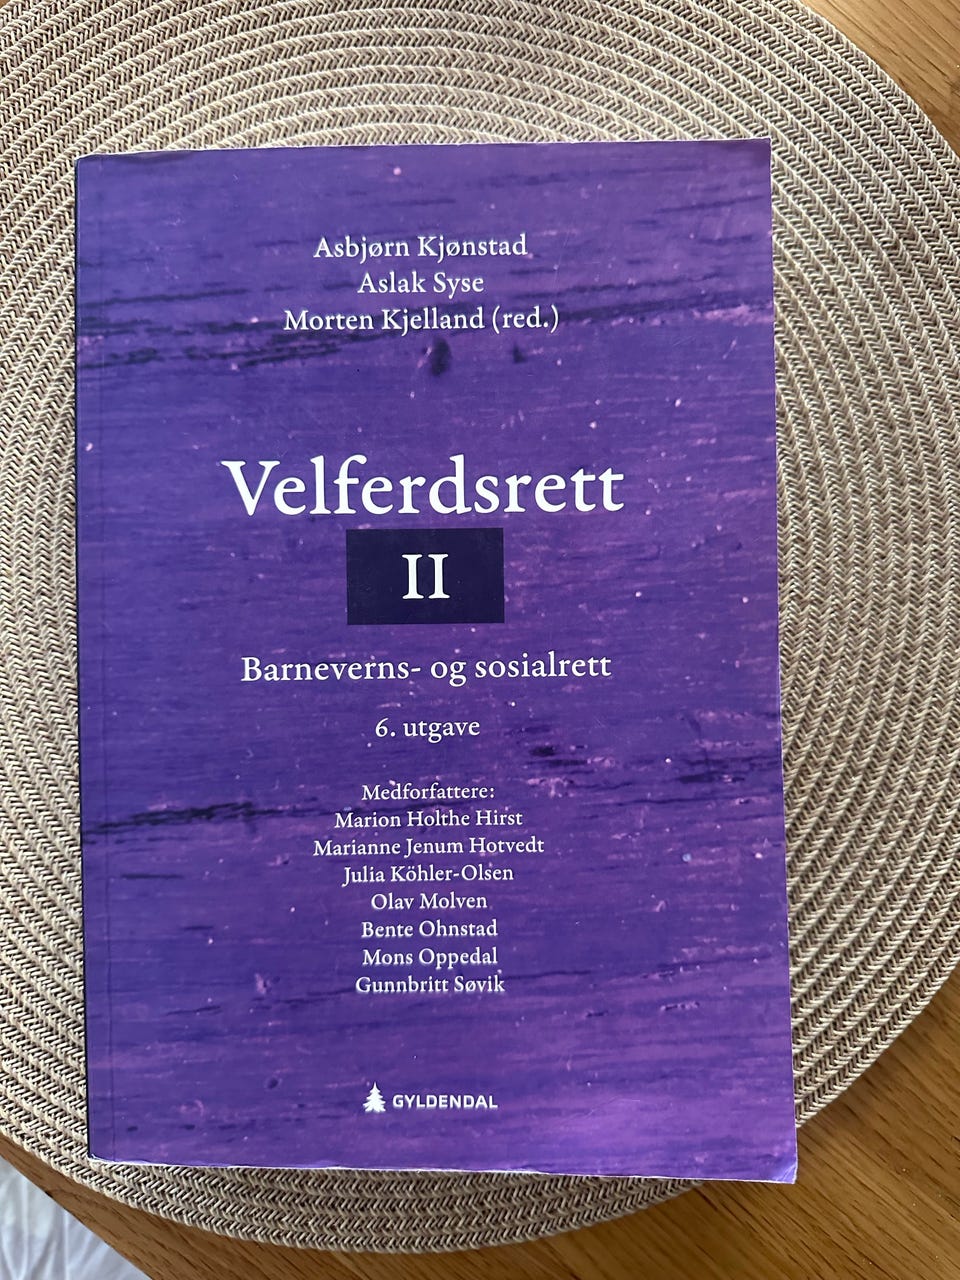 Asbjørn Kjønstad
Aslak Syse
Morten Kjelland (red.)
Velferdsrett
II
Barneverns- og sosialrett
6. utgave
Medforfattere:
Marion Holthe Hirst
Marianne Jenum Hotvedt
Julia Köhler-Olsen
Olav Molven
Bente Ohnstad
Mons Oppedal
Gunnbritt Søvik
GYLDENDAL